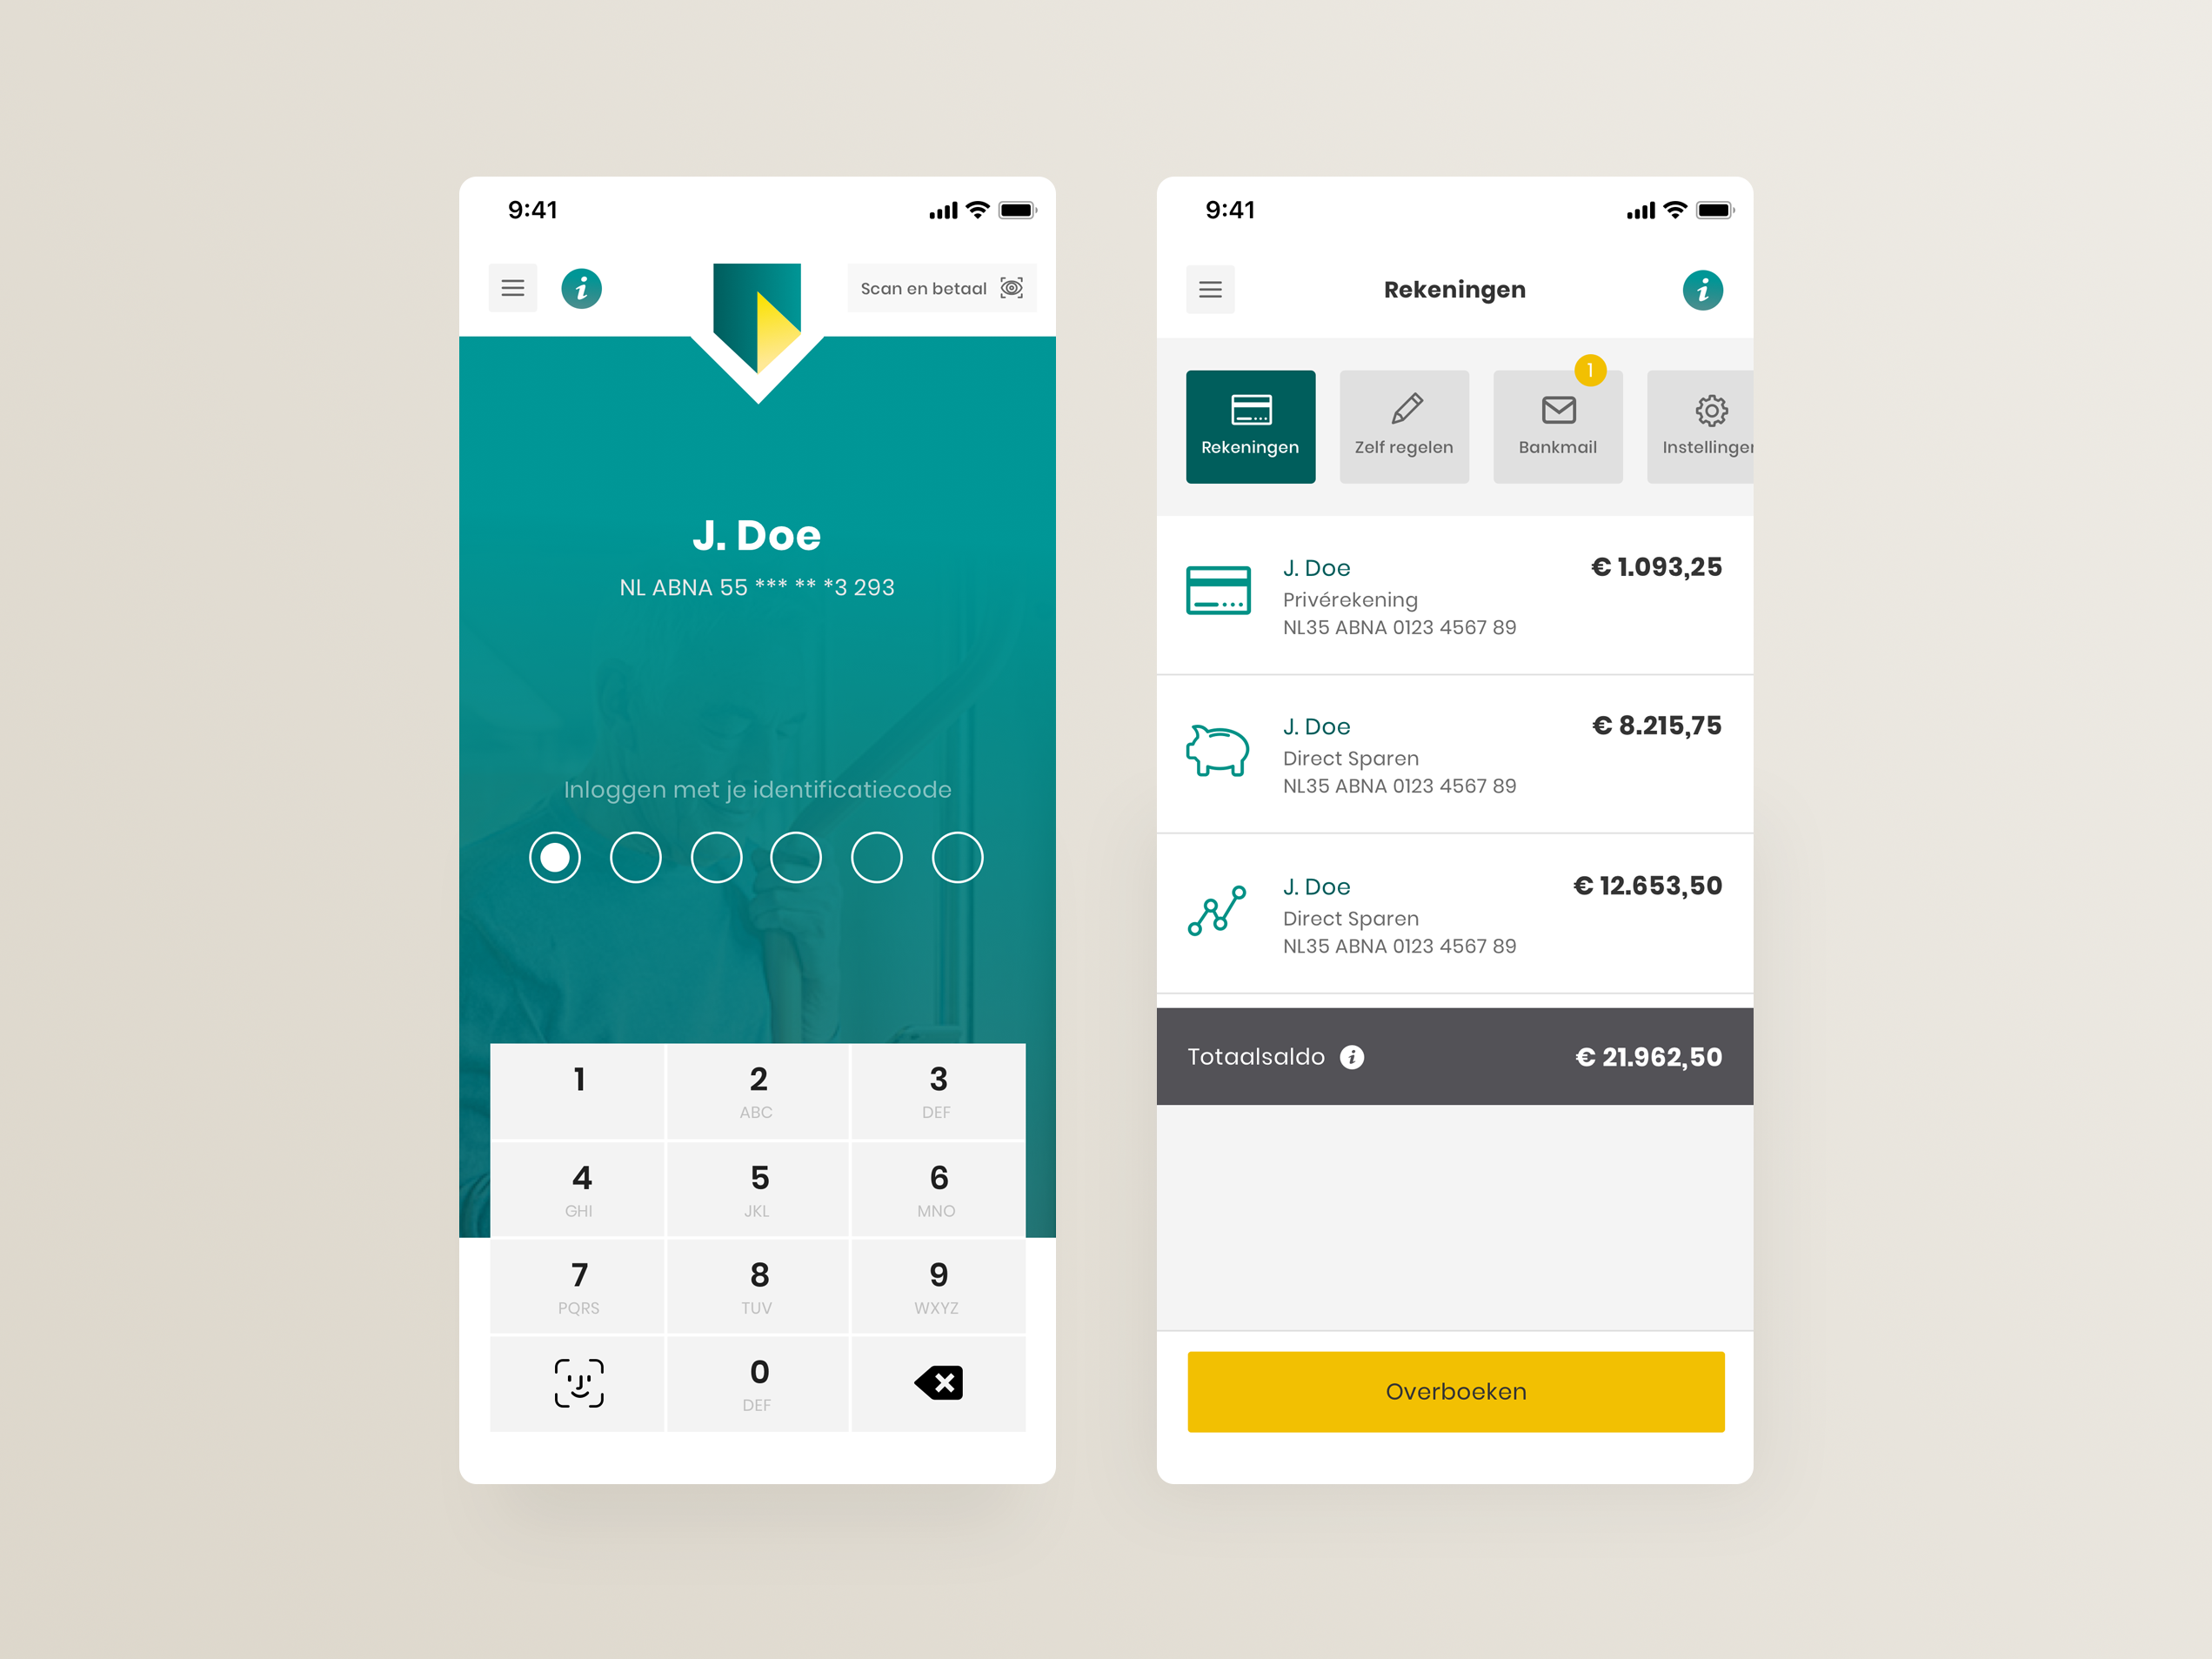 9:41
Scan en betaal
J. Doe
NL ABNA 55 *** ** *3 293
Inloggen met je identificatiecode
1
2
ABC
3
DEF
4
GHI
5
JKL
6
MNO
7
PQRS
8
TUV
9
WXYZ
0
DEF
9:41
Rekeningen
Rekeningen
Zelf regelen
1
Bankmail
Instellingen
J. Doe
€ 1.093,25
Privérekening
NL35 ABNA 0123 4567 89
J. Doe
€ 8.215,75
Direct Sparen
NL35 ABNA 0123 4567 89
J. Doe
€ 12.653,50
Direct Sparen
NL35 ABNA 0123 4567 89
Totaalsaldo
€ 21.962,50
Overboeken